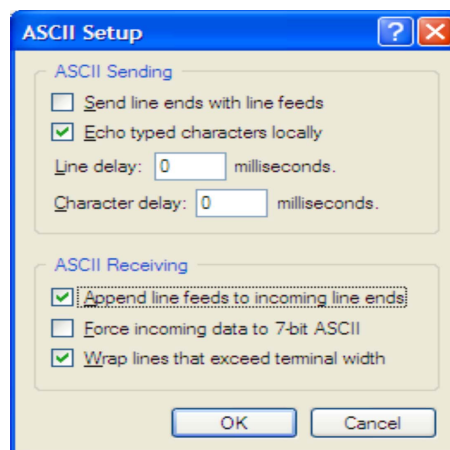 ASCII Setup
ASCII Sending
Send line ends with line feeds
Echo typed characters locally
Line delay: 0 milliseconds.
Character delay: 0 milliseconds.
ASCII Receiving
Append line feeds to incoming line ends
Force incoming data to 7-bit ASCII
Wrap lines that exceed terminal width
OK Cancel